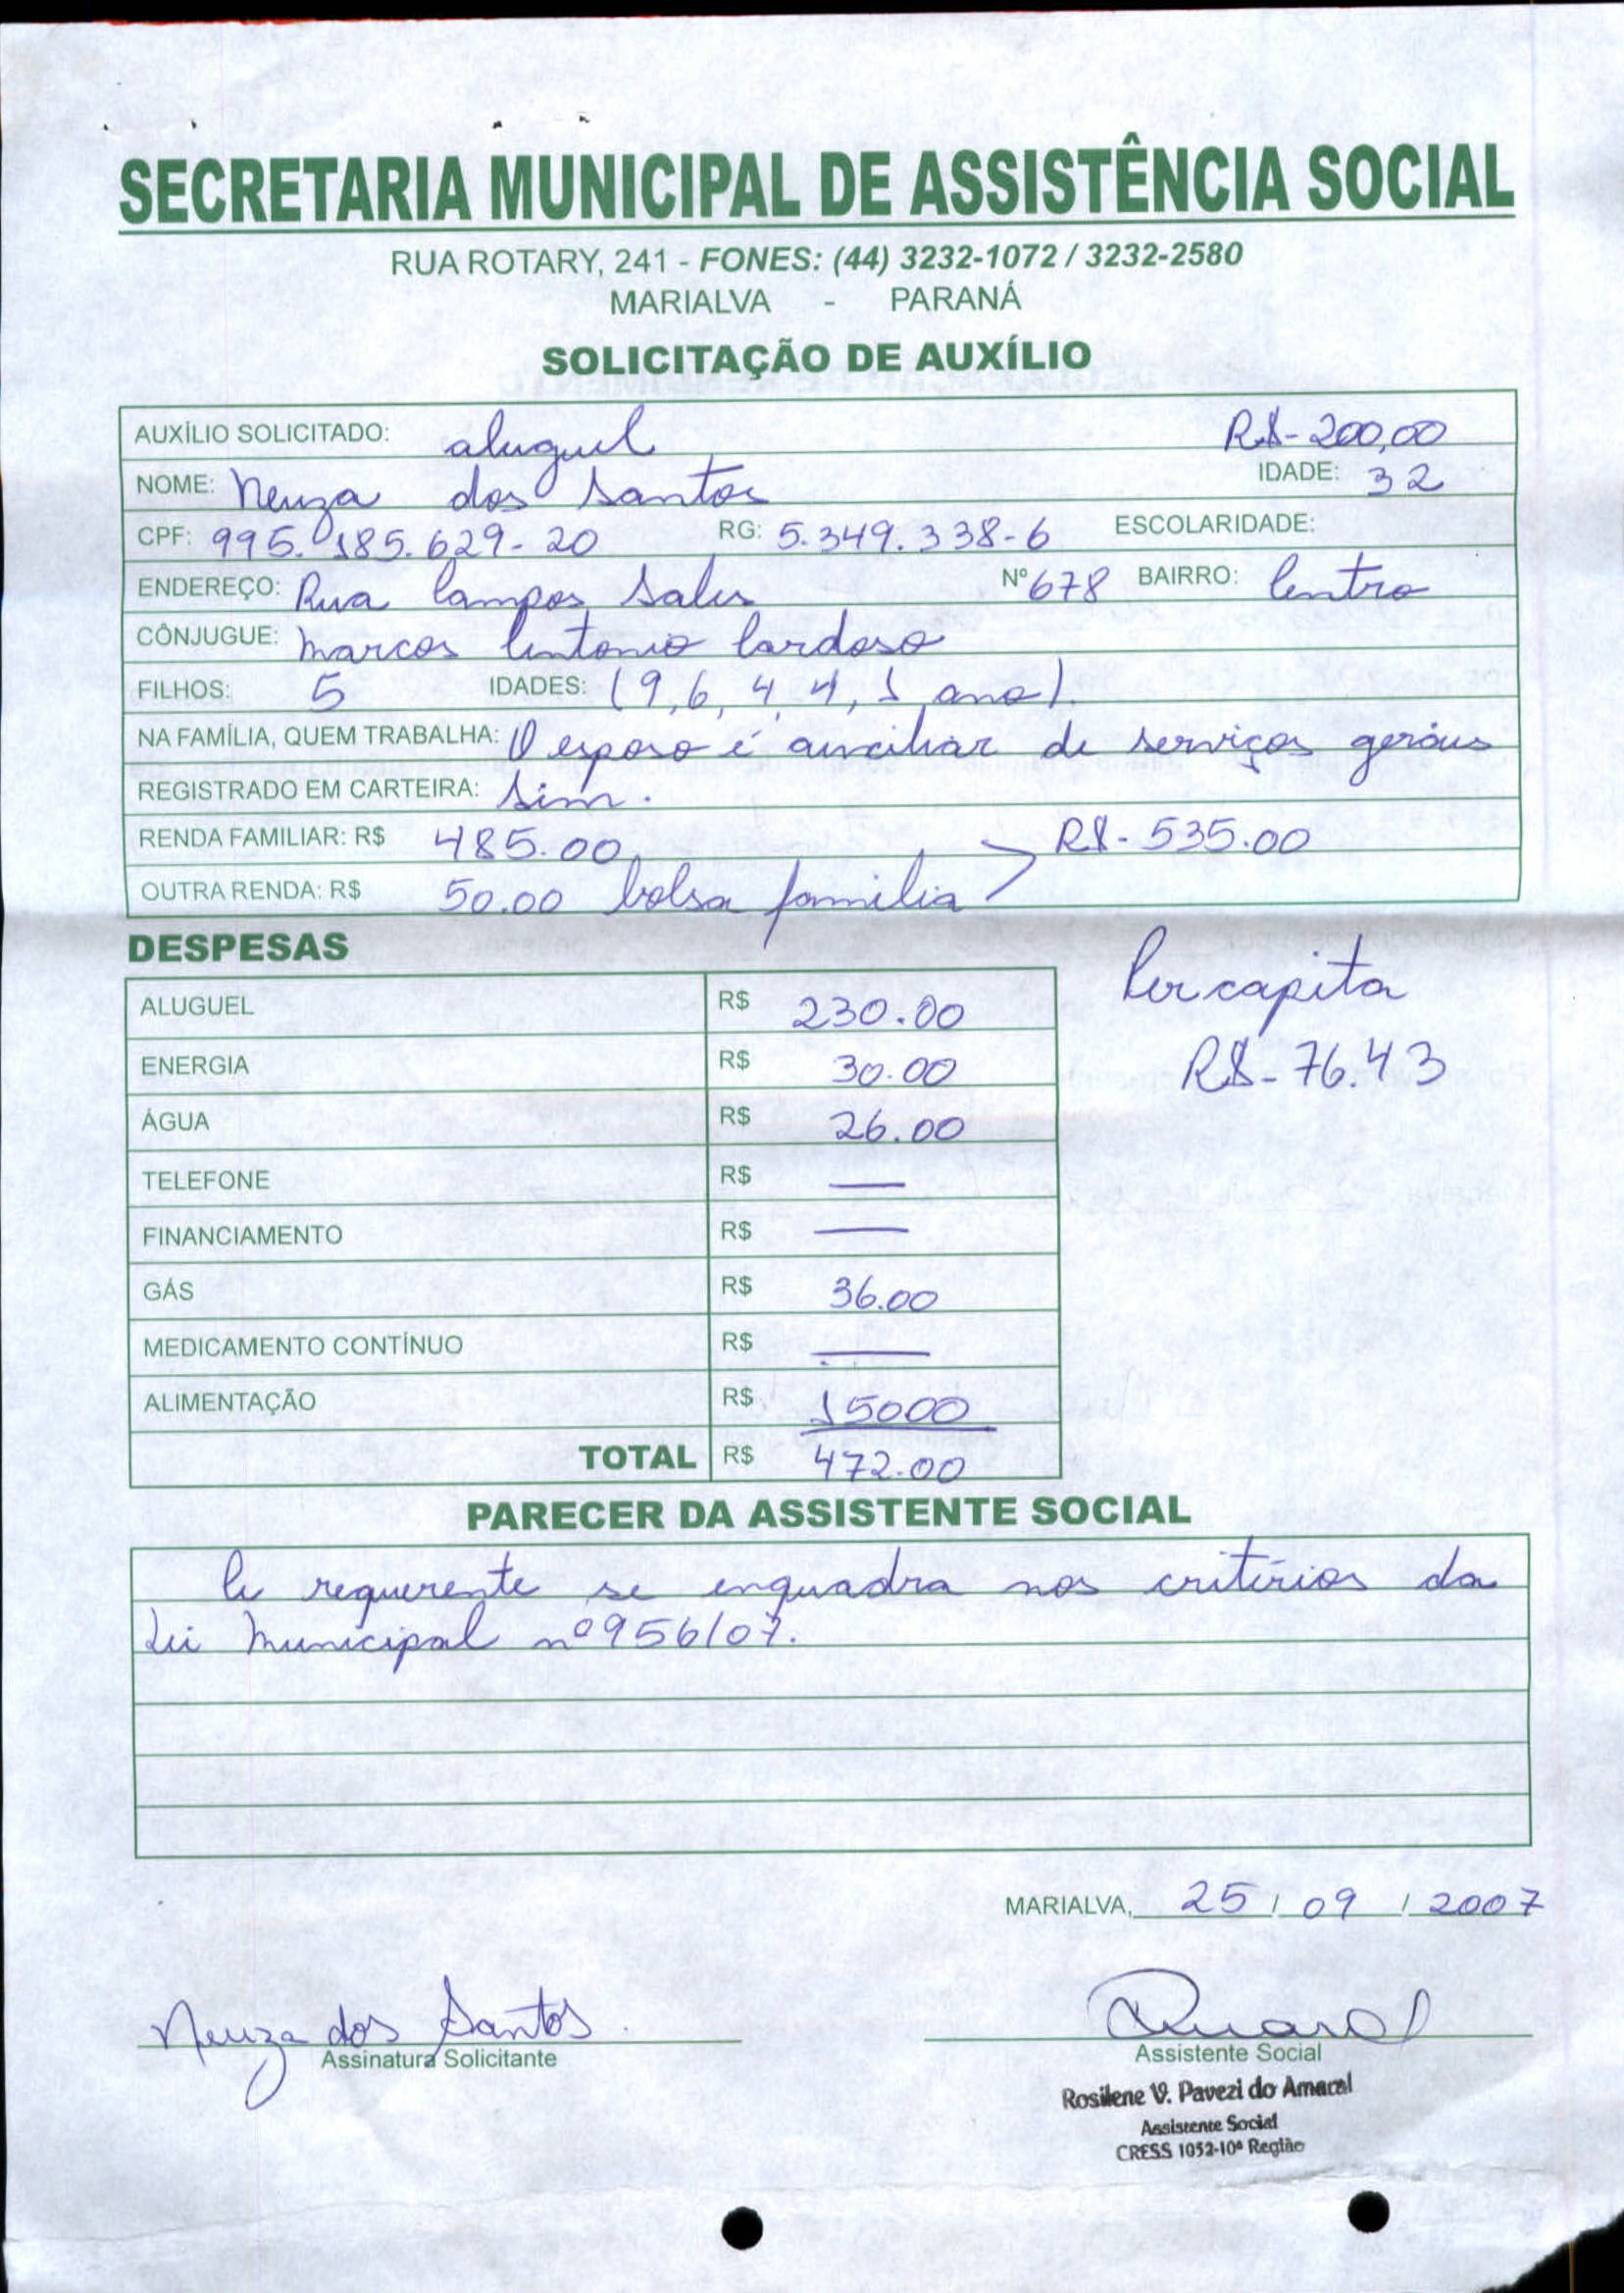 SECRETARIA MUNICIPAL DE ASSISTÊNCIA SOCIAL
RUA ROTARY, 241 - FONES: (44) 3232-1072 / 3232-2580
MARIALVA - PARANÁ
SOLICITAÇÃO DE AUXÍLIO
AUXÍLIO SOLICITADO: aluguel R$-200,00
NOME: Neuza dos Santos IDADE: 32
CPF: 995.185.629-20 RG: 5.349.338-6 ESCOLARIDADE:
ENDEREÇO: Rua Campos Sales Nº 678 BAIRRO: Centro
CÔNJUGUE: Marcos Antonio Cardoso
FILHOS: 5 IDADES: (9,6,4,4,1 ano).
NA FAMÍLIA, QUEM TRABALHA: O esposo é auxiliar de serviços gerais
REGISTRADO EM CARTEIRA: Sim.
RENDA FAMILIAR: R$ 485.00 R$-535.00
OUTRA RENDA: R$ 50.00 bolsa família
DESPESAS
Per capita
R$-76.43
ALUGUEL R$ 230.00
ENERGIA R$ 30.00
ÁGUA R$ 26.00
TELEFONE R$ —
FINANCIAMENTO R$ —
GÁS R$ 36.00
MEDICAMENTO CONTÍNUO R$ —
ALIMENTAÇÃO R$ 15000
TOTAL R$ 472.00
PARECER DA ASSISTENTE SOCIAL
A requerente se enquadra nos critérios da
Lei Municipal nº 956/07.
MARIALVA, 25 / 09 / 2007
Neuza dos Santos.
Assinatura Solicitante
Amaral
Assistente Social
Rosilene V. Pavezi do Amaral
Assistente Social
CRESS 1052-10ª Região